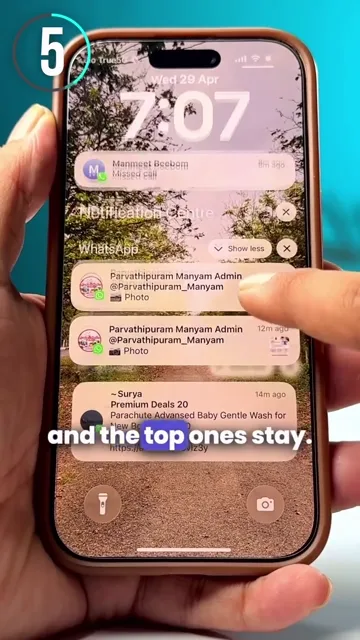 5
Wed 29 Apr
7:07
M
Manmeet Beebom
Missed call
6m ago
Notification Centre
WhatsApp
Show less
Parvathipuram Manyam Admin
@Parvathipuram_Manyam
Photo
Parvathipuram Manyam Admin
12m ago
@Parvathipuram_Manyam
Photo
~Surya
14m ago
Premium Deals 20
Parachute Advansed Baby Gentle Wash for
and the top ones stay.